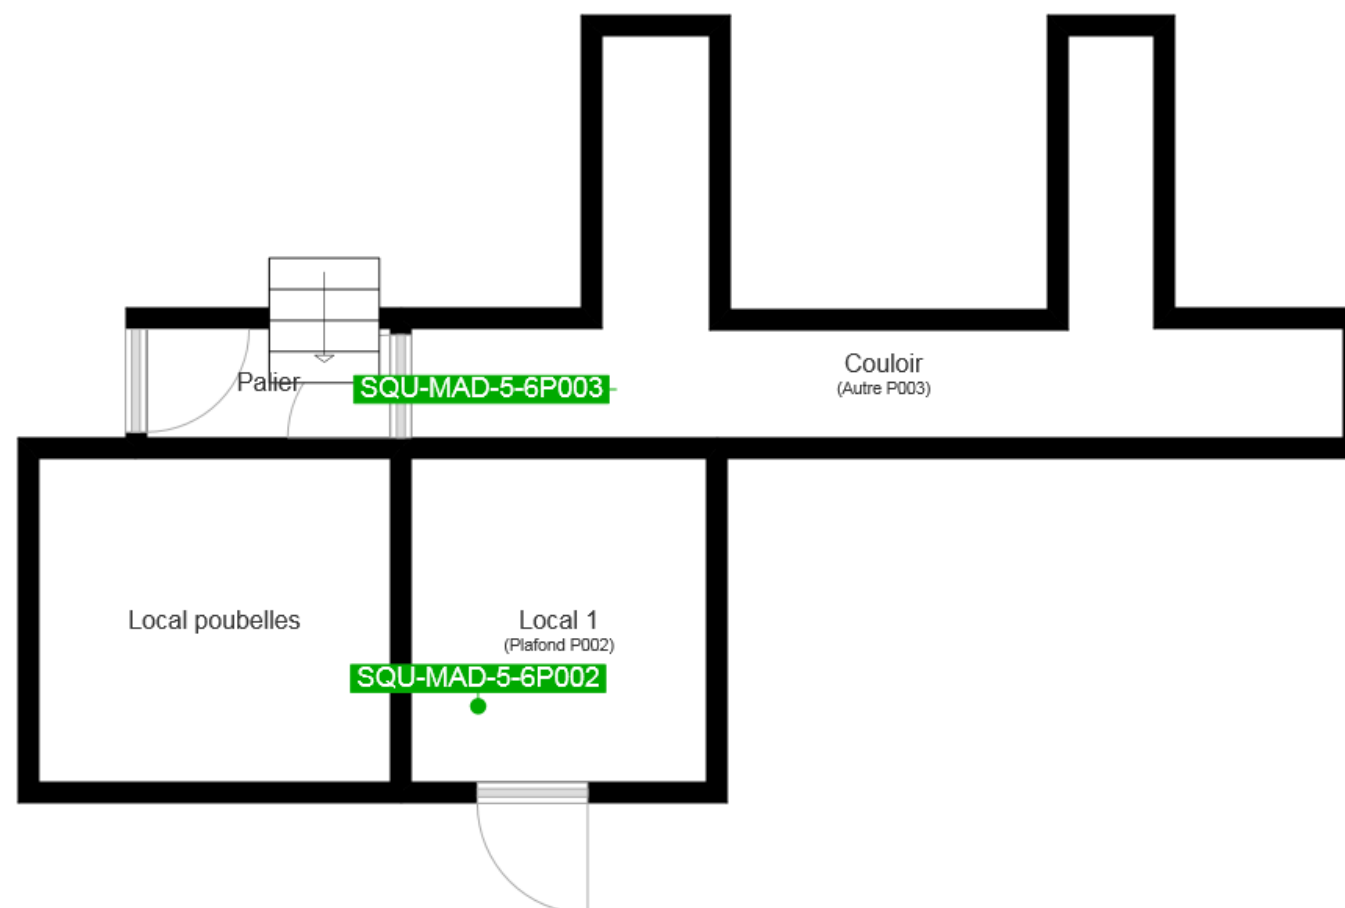 Couloir
(Autre P003)
Palier
SQU-MAD-5-6P003
Local poubelles
Local 1
(Plafond P002)
SQU-MAD-5-6P002